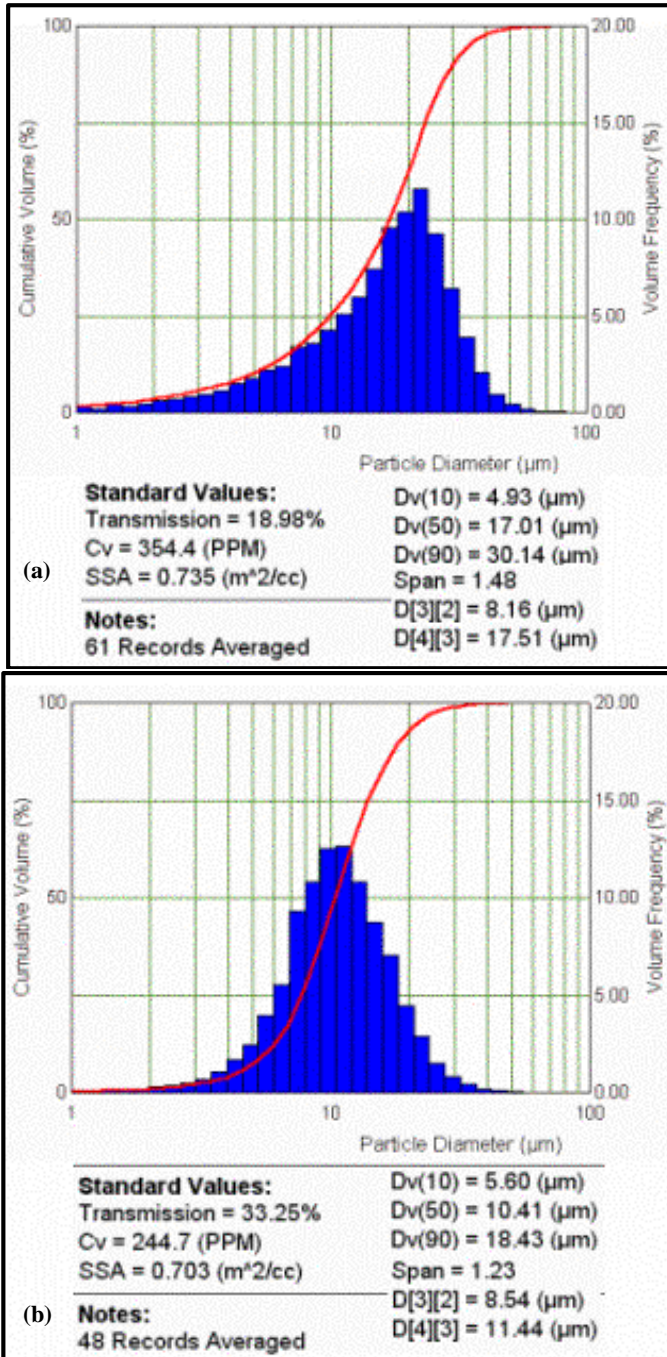 100
20.00
15.00
50
10.00
5.00
0
0.00
Cumulative Volume (%)
Volume Frequency (%)
1
10
100
Particle Diameter (µm)
Standard Values:
Transmission = 18.98%
Cv = 354.4 (PPM)
SSA = 0.735 (m^2/cc)
Notes:
61 Records Averaged
Dv(10) = 4.93 (µm)
Dv(50) = 17.01 (µm)
Dv(90) = 30.14 (µm)
Span = 1.48
D[3][2] = 8.16 (µm)
D[4][3] = 17.51 (µm)
(a)
100
20.00
15.00
50
10.00
5.00
0
0.00
Cumulative Volume (%)
Volume Frequency (%)
1
10
100
Particle Diameter (µm)
Standard Values:
Transmission = 33.25%
Cv = 244.7 (PPM)
SSA = 0.703 (m^2/cc)
Notes:
48 Records Averaged
Dv(10) = 5.60 (µm)
Dv(50) = 10.41 (µm)
Dv(90) = 18.43 (µm)
Span = 1.23
D[3][2] = 8.54 (µm)
D[4][3] = 11.44 (µm)
(b)